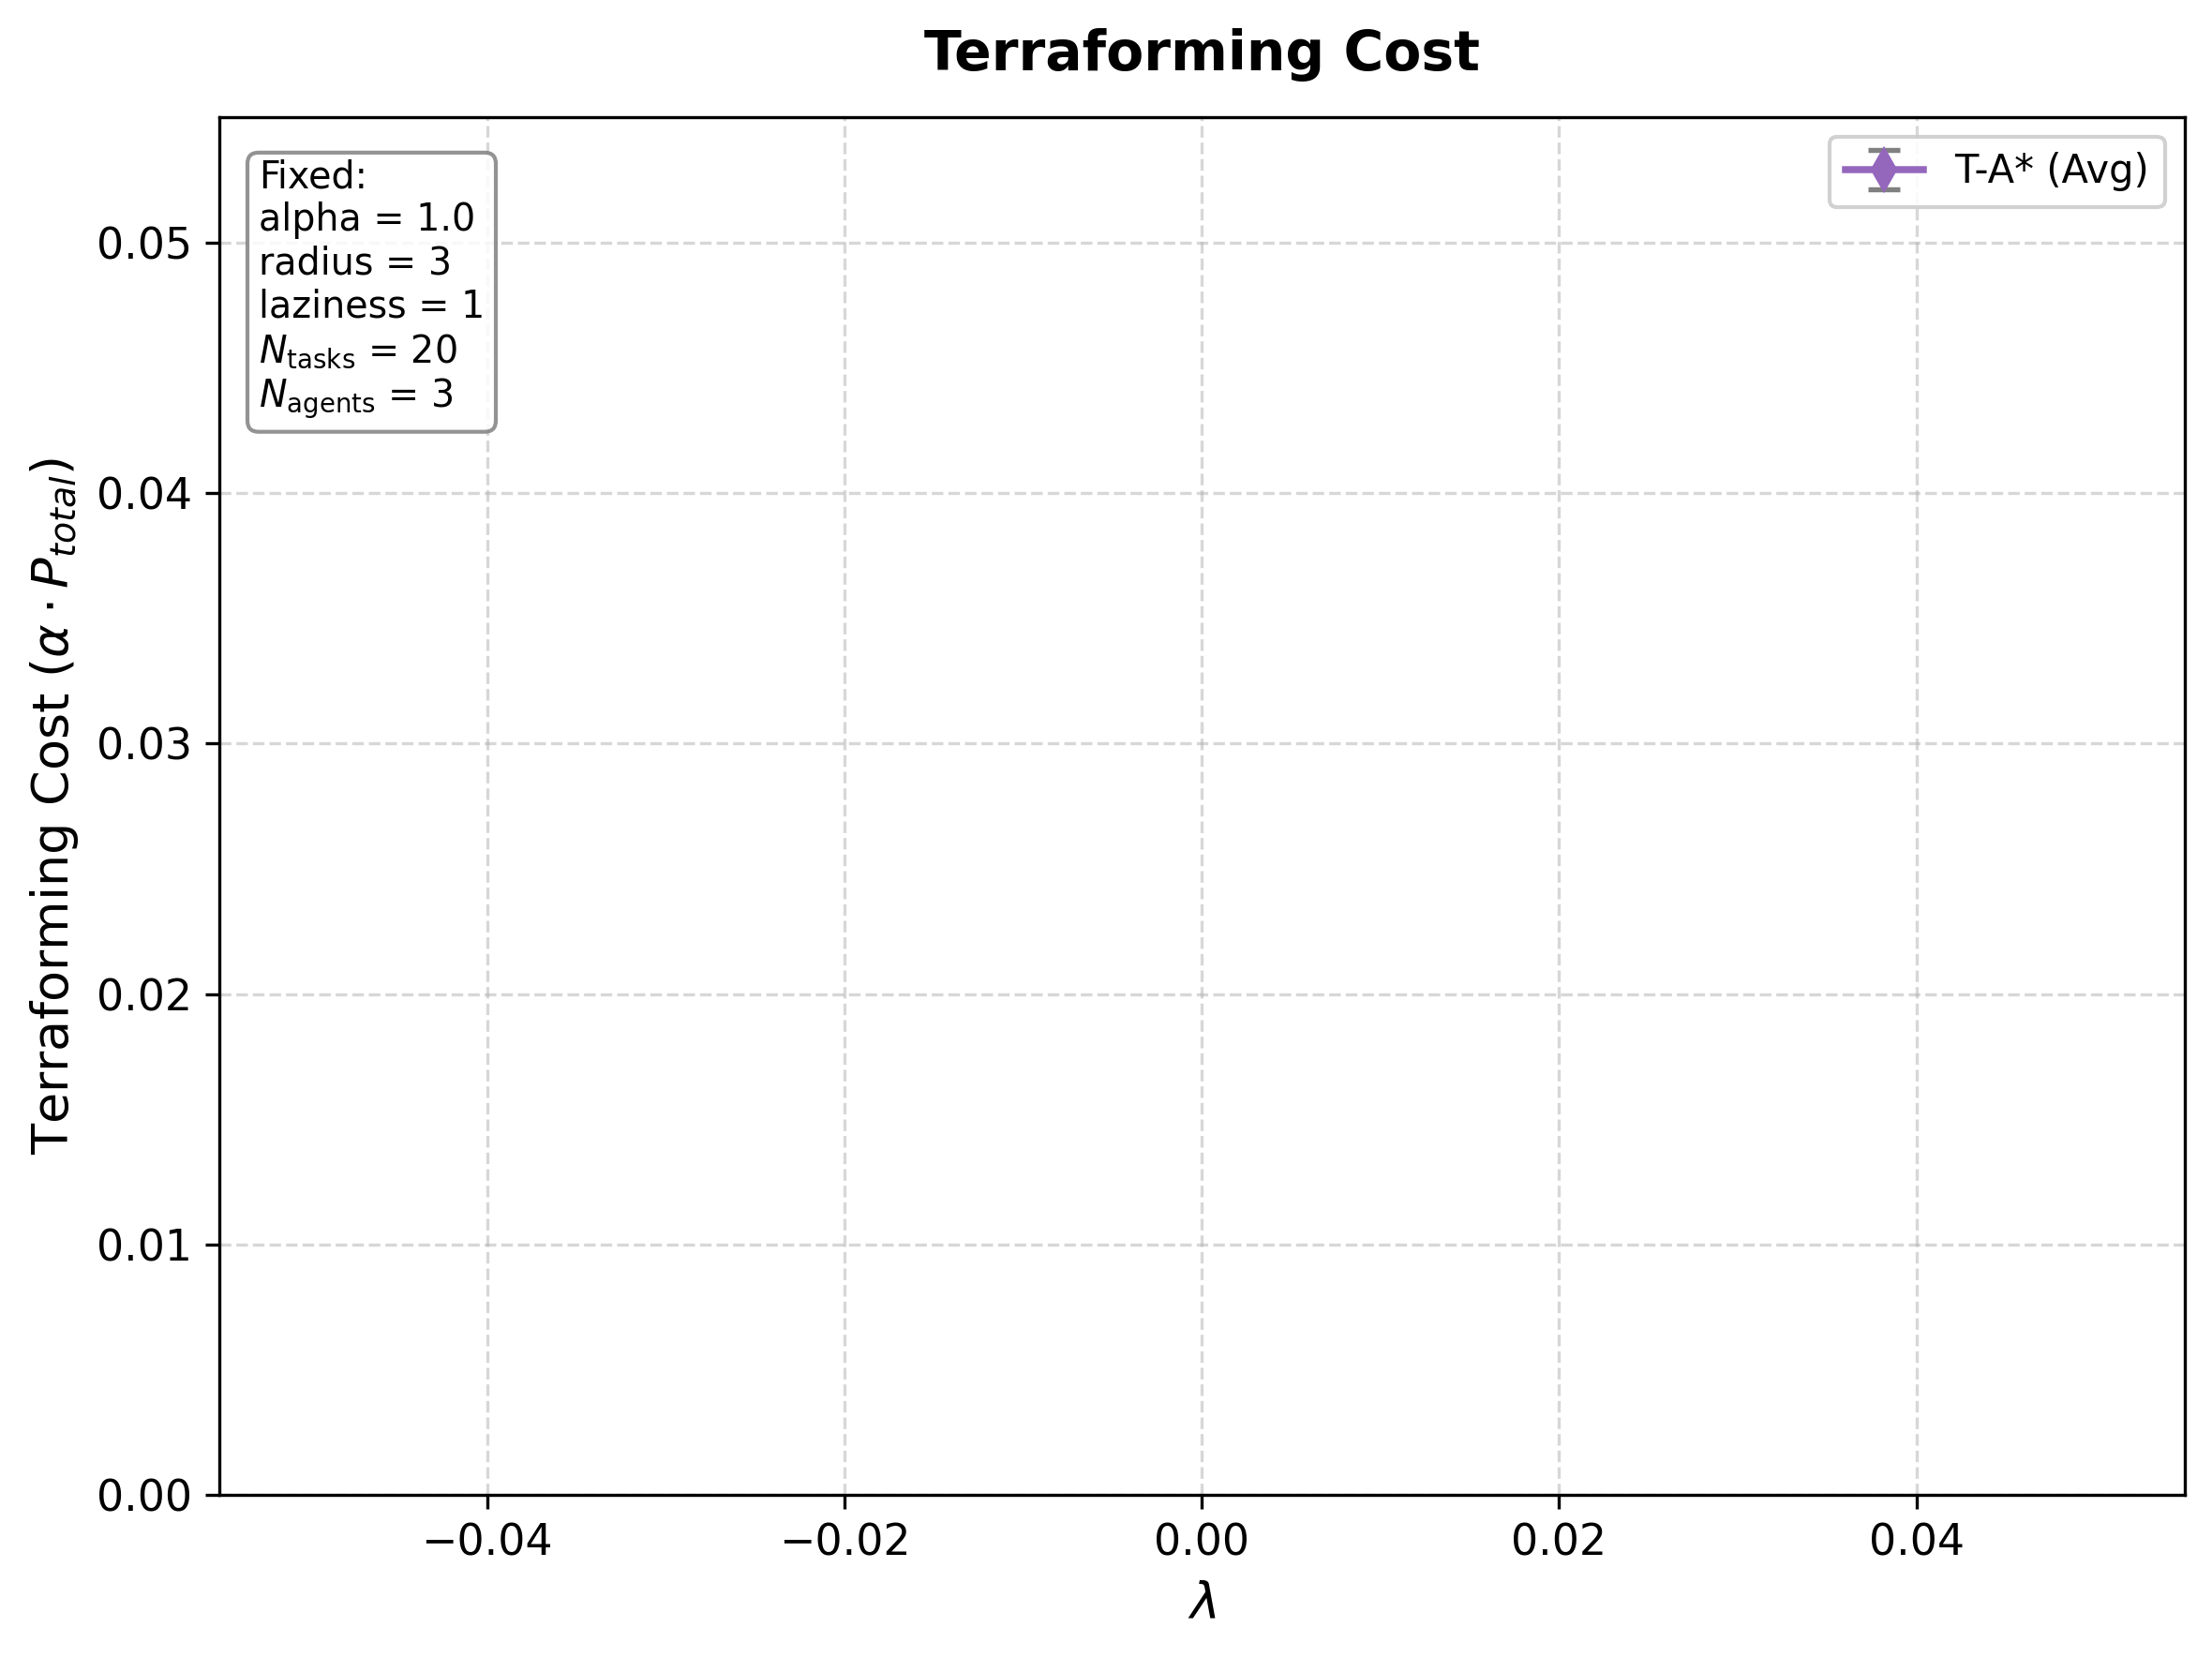 Terraforming Cost
Fixed:
alpha = 1.0
radius = 3
laziness = 1
N_tasks = 20
N_agents = 3
T-A* (Avg)
Terraforming Cost (α · P_total)
0.05
0.04
0.03
0.02
0.01
0.00
−0.04
−0.02
0.00
0.02
0.04
λ